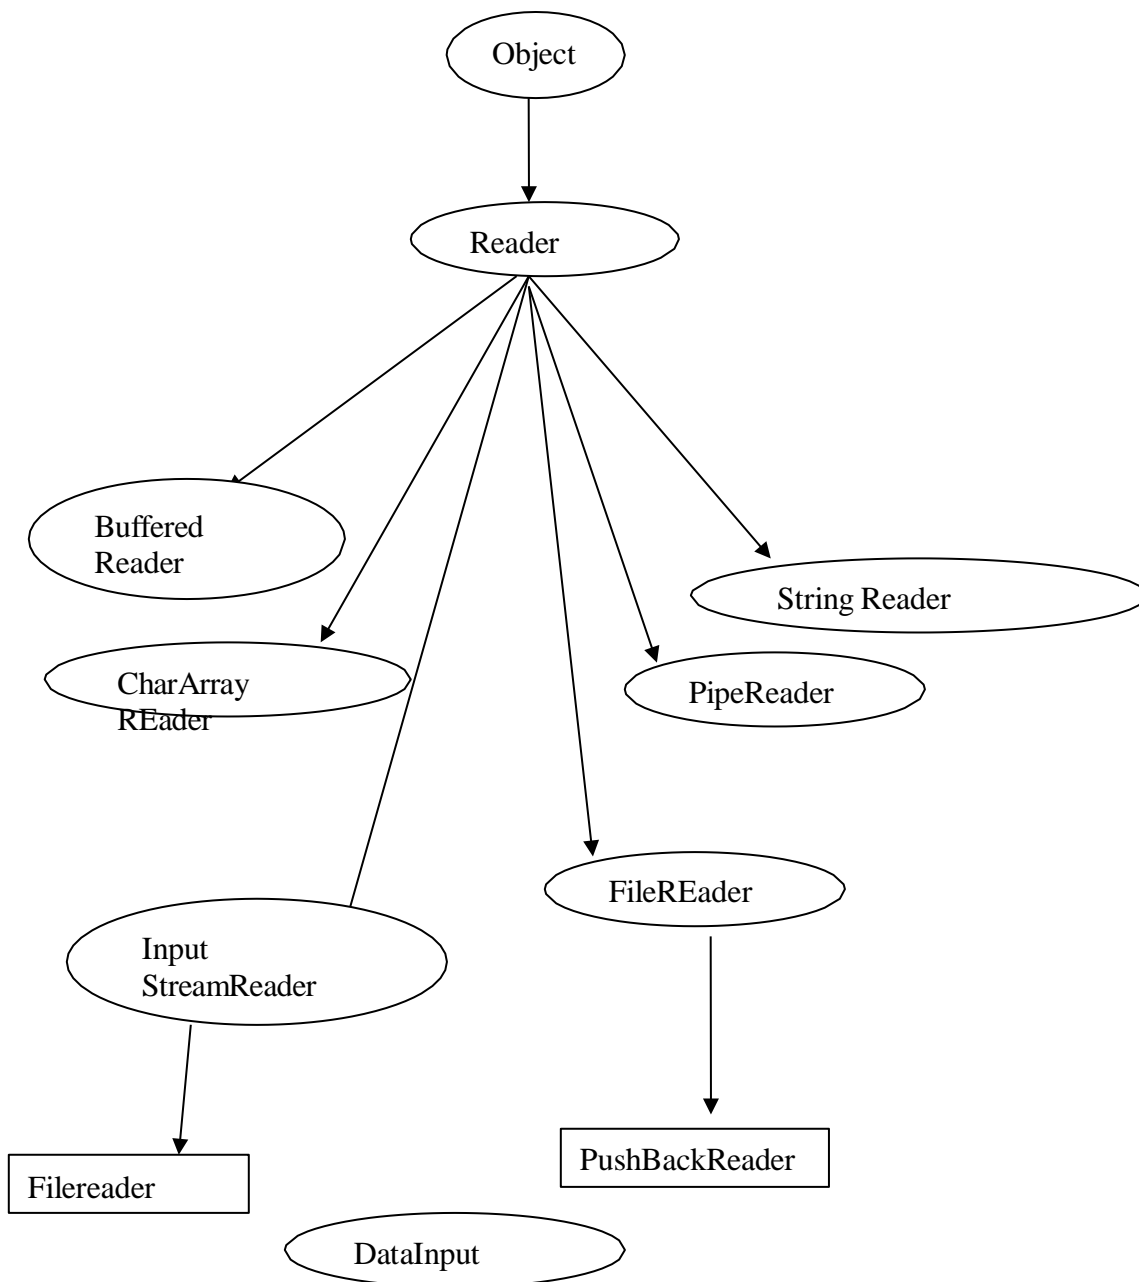 Object
Reader
Buffered
Reader
String Reader
CharArray
REader
PipeReader
FileREader
Input
StreamReader
PushBackReader
Filereader
DataInput